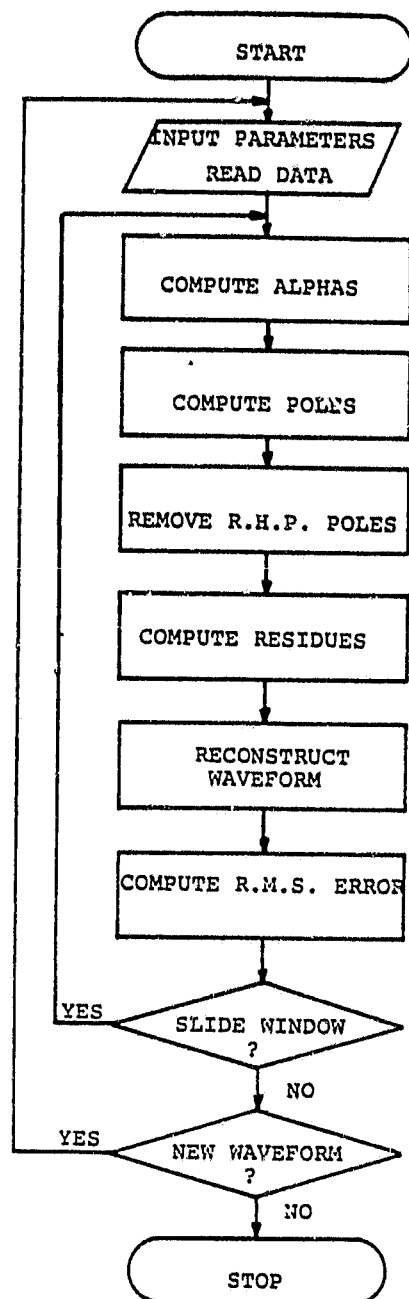 START
INPUT PARAMETERS
READ DATA
COMPUTE ALPHAS
COMPUTE POLES
REMOVE R.H.P. POLES
COMPUTE RESIDUES
RECONSTRUCT
WAVEFORM
COMPUTE R.M.S. ERROR
YES
SLIDE WINDOW
?
NO
YES
NEW WAVEFORM
?
NO
STOP